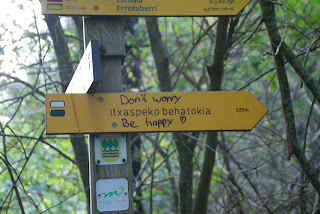 Errotaberri
Don't worry
itxaspeko behatokia
225m
Be happy